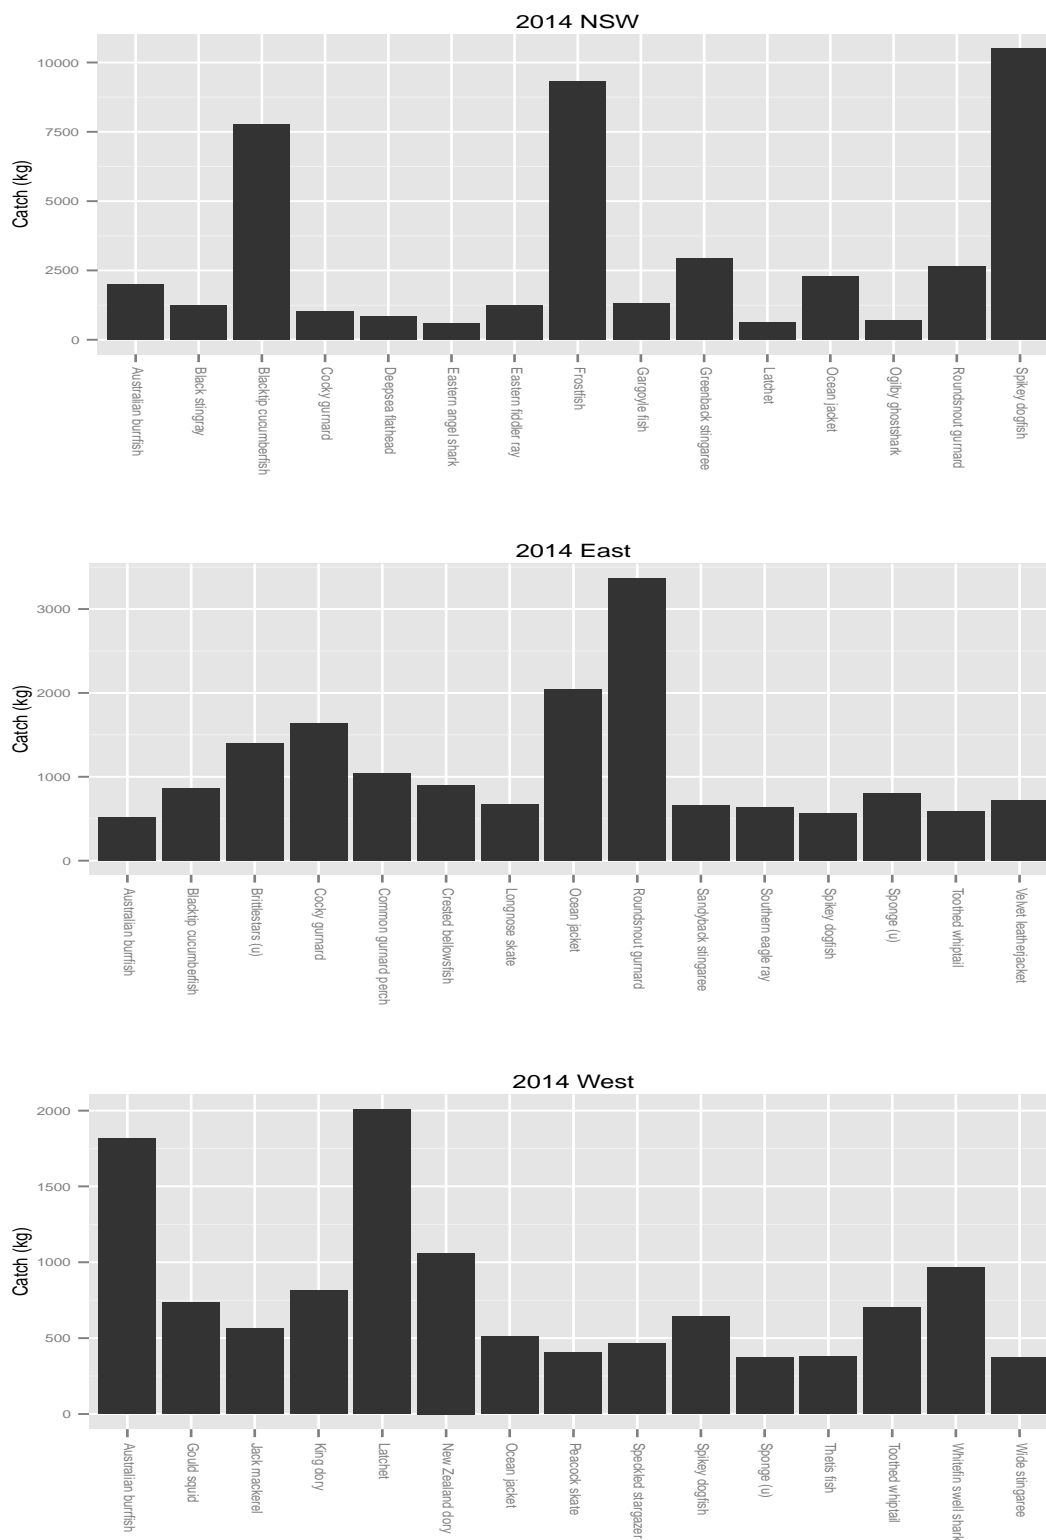 2014 NSW
Catch (kg)
10000
7500
5000
2500
0
Australian burrfish
Black stingray
Blacktip cucumberfish
Cocky gurnard
Deepsea flathead
Eastern angel shark
Eastern fiddler ray
Frostfish
Gargoyle fish
Greenback stingaree
Latchet
Ocean jacket
Ogilby ghostshark
Roundsnout gurnard
Spikey dogfish
2014 East
Catch (kg)
3000
2000
1000
0
Australian burrfish
Blacktip cucumberfish
Brittlestars (u)
Cocky gurnard
Common gurnard perch
Crested bellowsfish
Longnose skate
Ocean jacket
Roundsnout gurnard
Sandyback stingaree
Southern eagle ray
Spikey dogfish
Sponge (u)
Toothed whiptail
Velvet leatherjacket
2014 West
Catch (kg)
2000
1500
1000
500
0
Australian burrfish
Gould squid
Jack mackerel
King dory
Latchet
New Zealand dory
Ocean jacket
Peacock skate
Speckled stargazer
Spikey dogfish
Sponge (u)
Thetis fish
Toothed whiptail
Whitefin swell shark
Wide stingaree